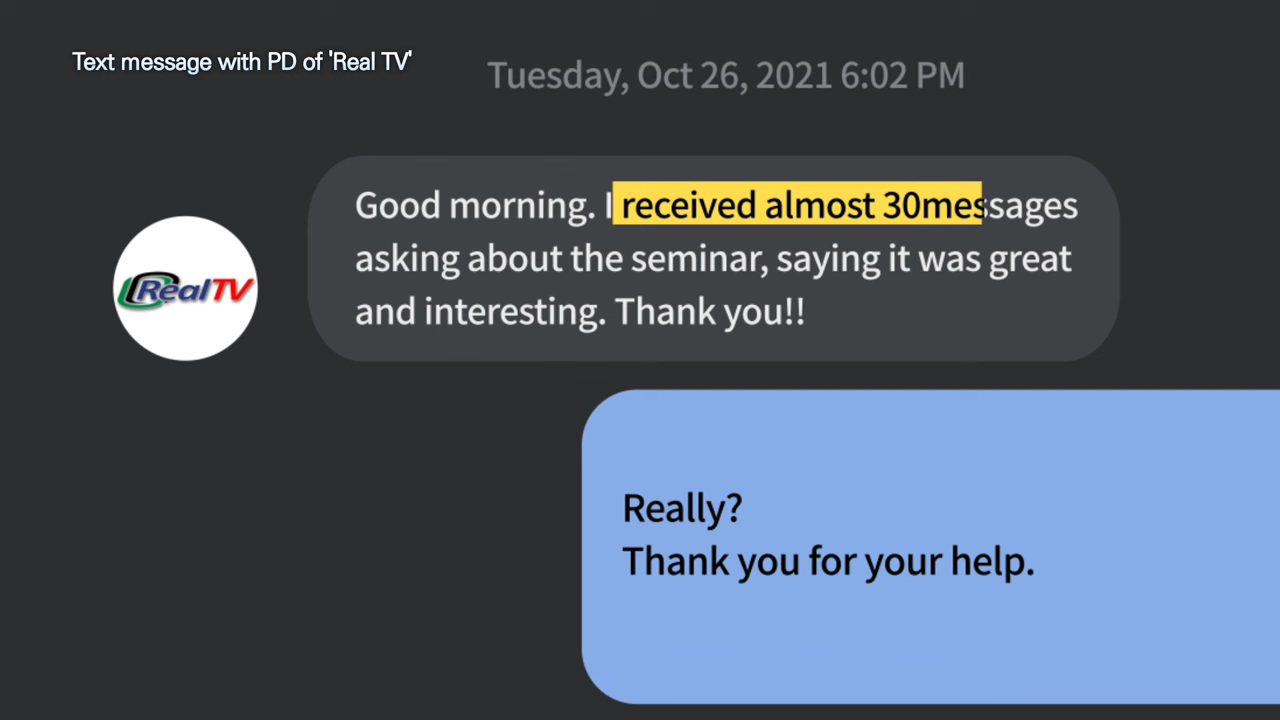 Text message with PD of 'Real TV'
Tuesday, Oct 26, 2021 6:02 PM
Good morning. I received almost 30messages
asking about the seminar, saying it was great
and interesting. Thank you!!
RealTV
Really?
Thank you for your help.